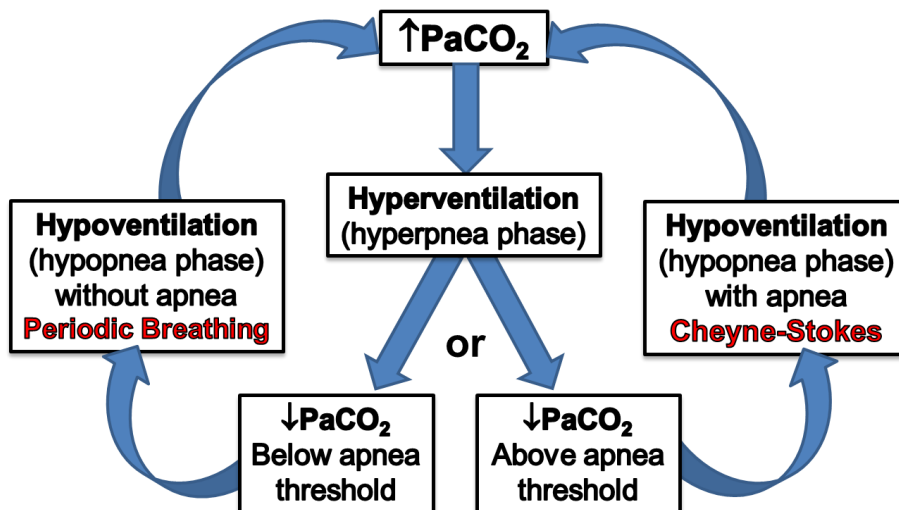 ↑PaCO₂
Hyperventilation
(hyperpnea phase)
Hypoventilation
(hypopnea phase)
without apnea
Periodic Breathing
Hypoventilation
(hypopnea phase)
with apnea
Cheyne-Stokes
or
↓PaCO₂
Below apnea
threshold
↓PaCO₂
Above apnea
threshold